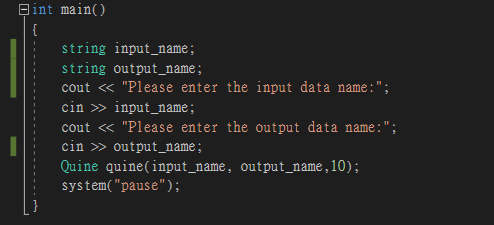 int main()
{
string input_name;
string output_name;
cout << "Please enter the input data name:";
cin >> input_name;
cout << "Please enter the output data name:";
cin >> output_name;
Quine quine(input_name, output_name,10);
system("pause");
}